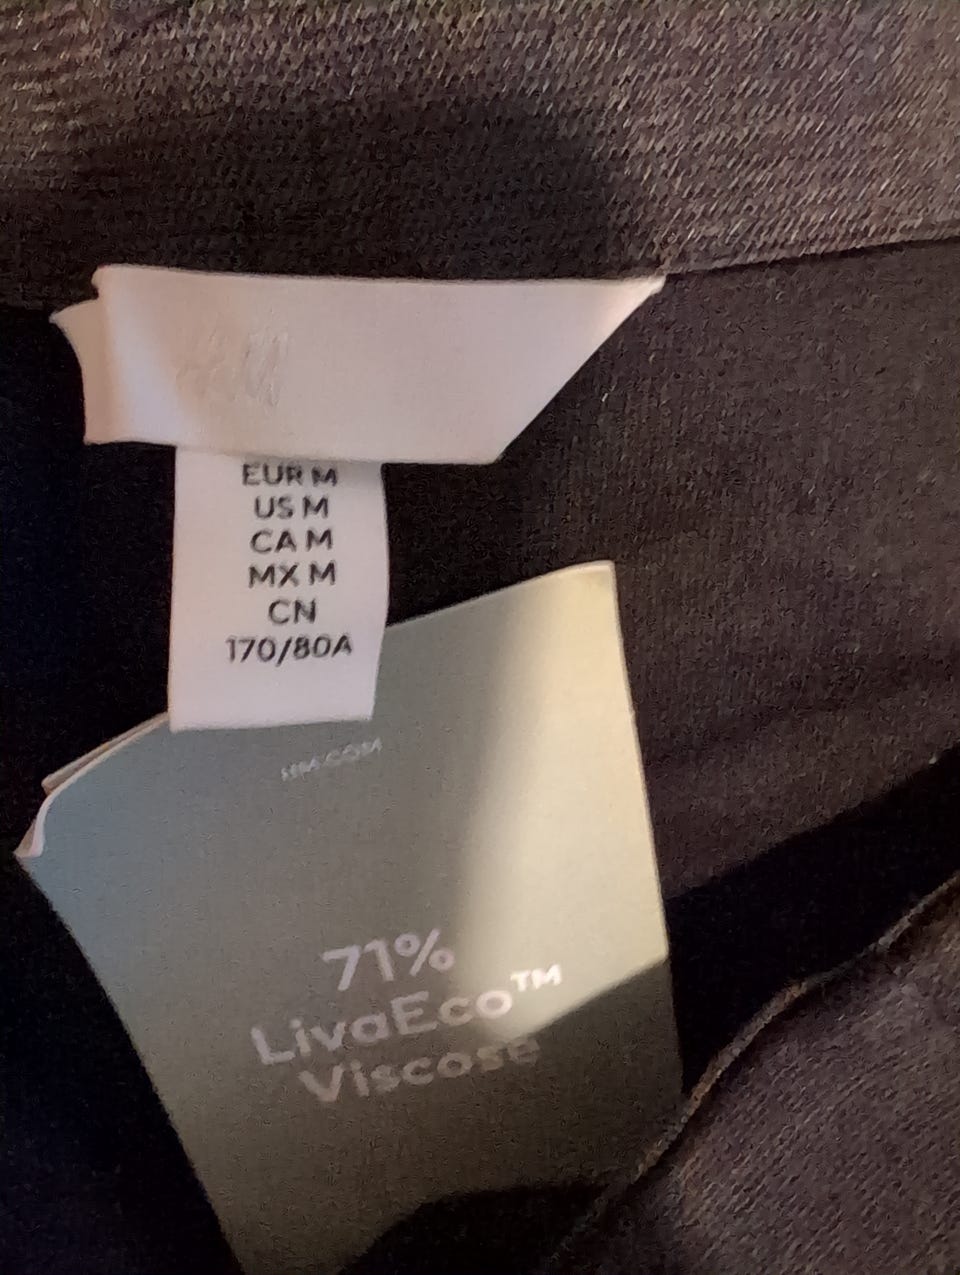 H&M
EUR M
US M
CA M
MX M
CN
170/80A
HM.COM
71%
LivaEco™
Viscose